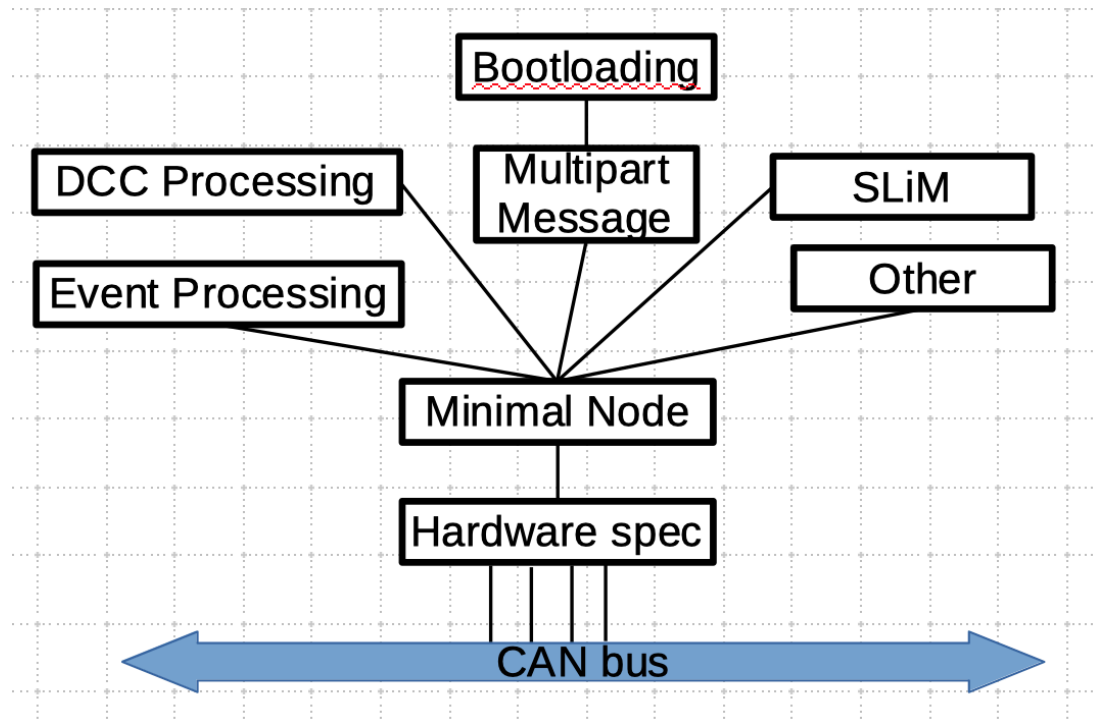 Bootloading
DCC Processing
Multipart
Message
SLiM
Event Processing
Other
Minimal Node
Hardware spec
CAN bus